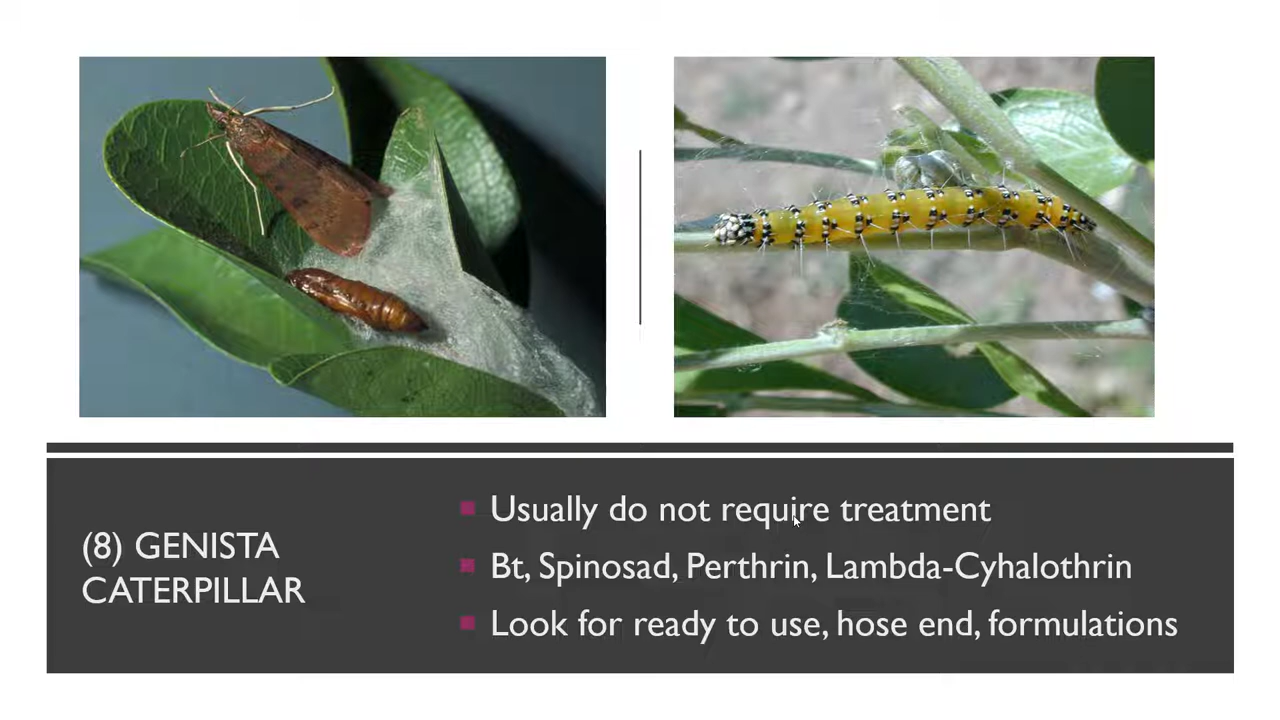 (8) GENISTA
CATERPILLAR
Usually do not require treatment
Bt, Spinosad, Perthrin, Lambda-Cyhalothrin
Look for ready to use, hose end, formulations